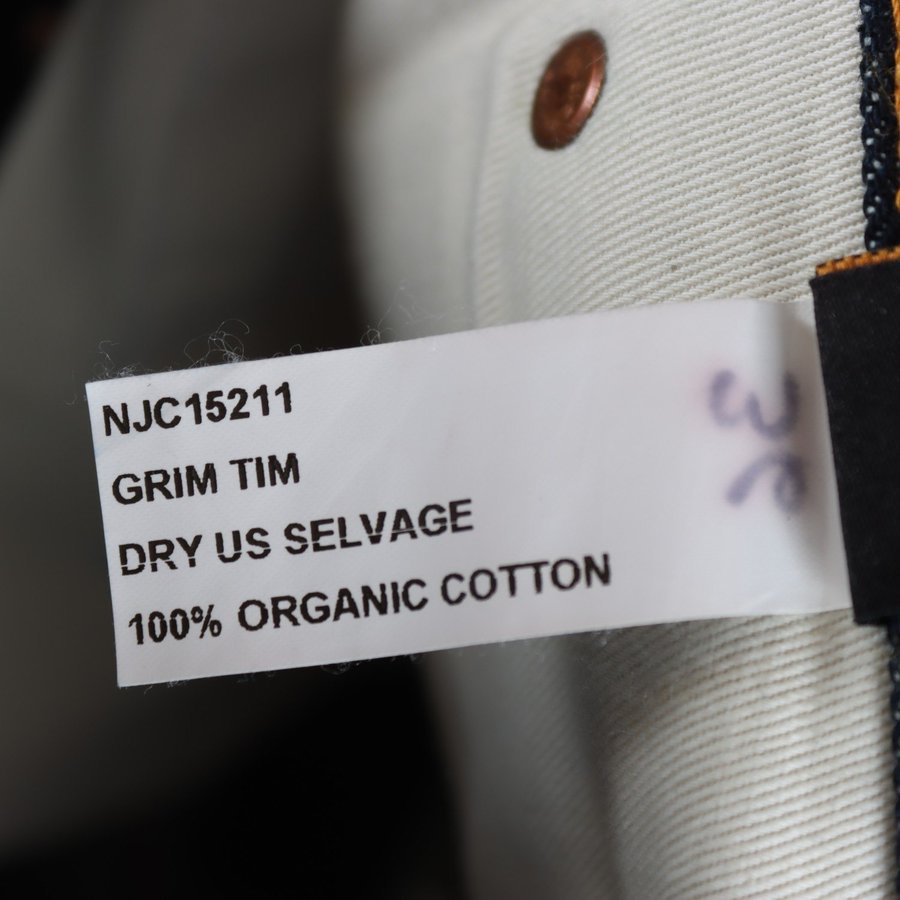 NJC15211
GRIM TIM
DRY US SELVAGE
100% ORGANIC COTTON